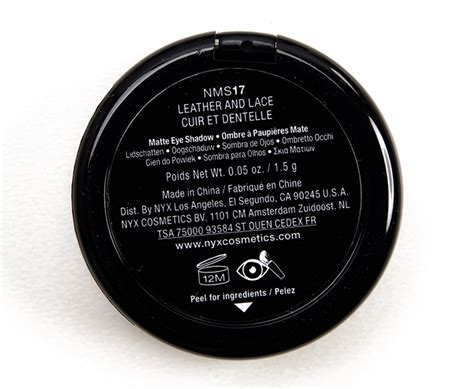 NMS17
LEATHER AND LACE
CUIR ET DENTELLE
Matte Eye Shadow • Ombre à Paupières Mate
Lidschatten • Oogschaduw • Sombra de Ojos • Ombretto Occhi
Cien do Powiek • Sombra para Olhos • Σκια Ματιων
Poids Net Wt. 0.05 oz. / 1.5 g
Made in China / Fabriqué en Chine
Dist. By NYX Los Angeles, El Segundo, CA 90245 U.S.A.
NYX COSMETICS BV, 1101 CM Amsterdam Zuidoost. NL
TSA 75000 93584 ST OUEN CEDEX FR
www.nyxcosmetics.com
12M
Peel for ingredients / Pelez